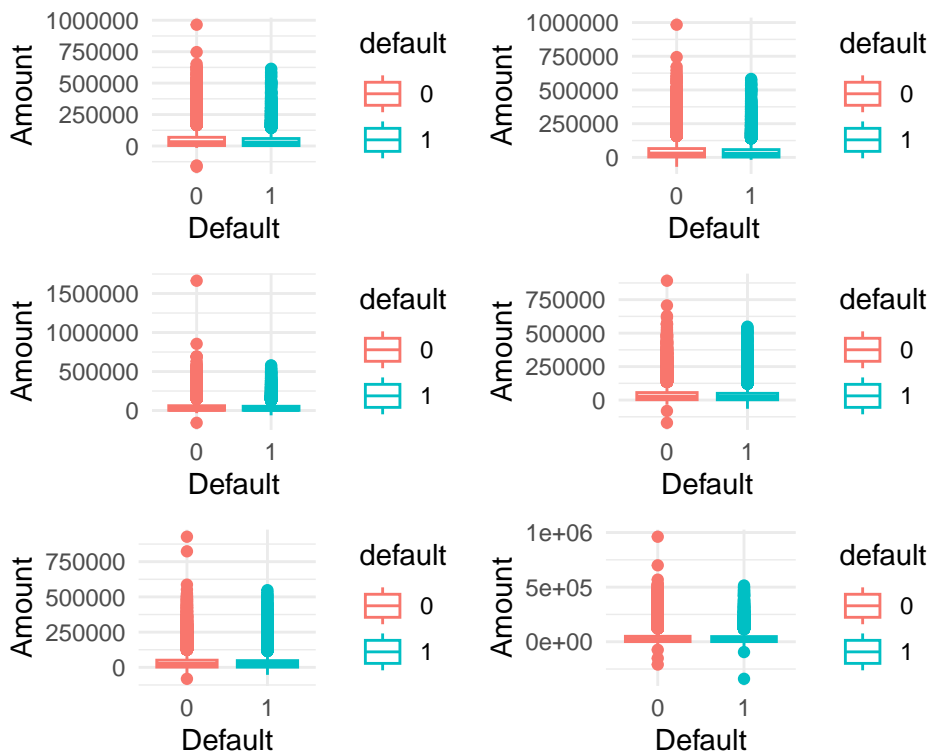 Amount
1000000
750000
500000
250000
0
0 1
Default
default
0
1
Amount
1000000
750000
500000
250000
0
0 1
Default
default
0
1
Amount
1500000
1000000
500000
0
0 1
Default
default
0
1
Amount
750000
500000
250000
0
0 1
Default
default
0
1
Amount
750000
500000
250000
0
0 1
Default
default
0
1
Amount
1e+06
5e+05
0e+00
0 1
Default
default
0
1